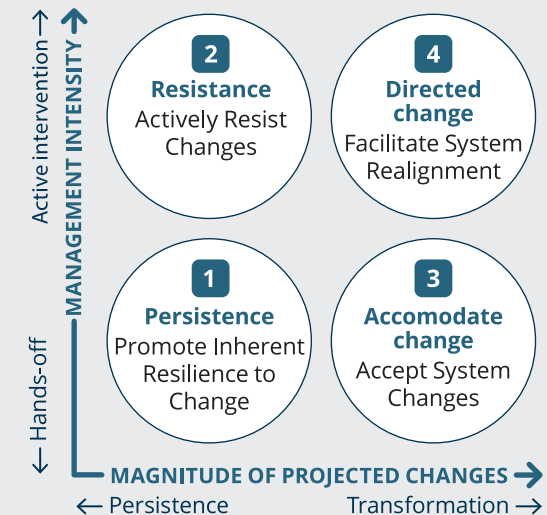 Active intervention →
MANAGEMENT INTENSITY
← Hands-off
2
Resistance
Actively Resist
Changes
4
Directed
change
Facilitate System
Realignment
1
Persistence
Promote Inherent
Resilience to
Change
3
Accomodate
change
Accept System
Changes
MAGNITUDE OF PROJECTED CHANGES
← Persistence
Transformation →